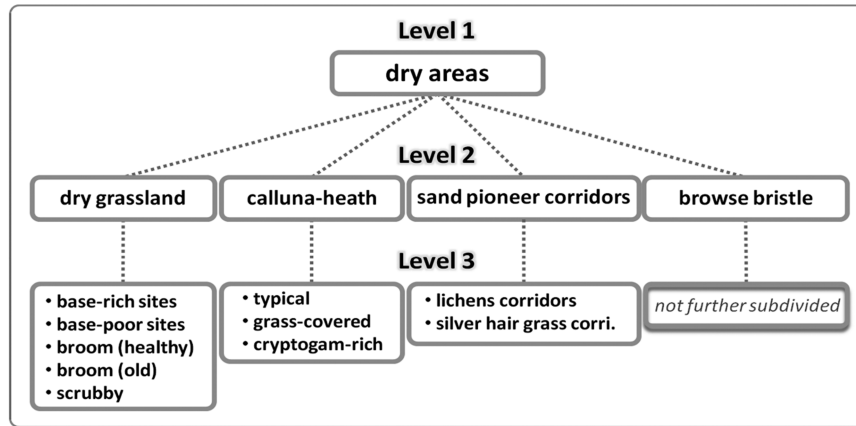 Level 1
dry areas
Level 2
dry grassland
calluna-heath
sand pioneer corridors
browse bristle
Level 3
• base-rich sites
• base-poor sites
• broom (healthy)
• broom (old)
• scrubby
• typical
• grass-covered
• cryptogam-rich
• lichens corridors
• silver hair grass corri.
not further subdivided